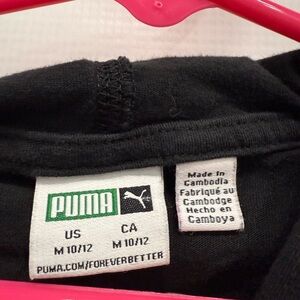 PUMA
US CA
M 10/12 M 10/12
PUMA.COM/FOREVERBETTER
Made in
Cambodia
Fabriqué au
Cambodge
Hecho en
Camboya